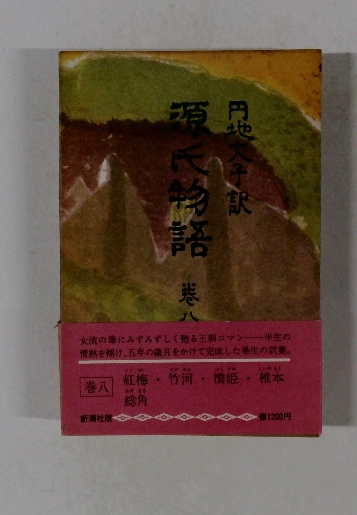 円地文子訳
源氏物語
巻八
女流の筆にみずみずしく甦る王朝ロマン――半生の
情熱を傾け、五年の歳月をかけて完成した畢生の訳業。
巻八
紅梅・竹河・橋姫・椎本
総角
新潮社版
価1200円